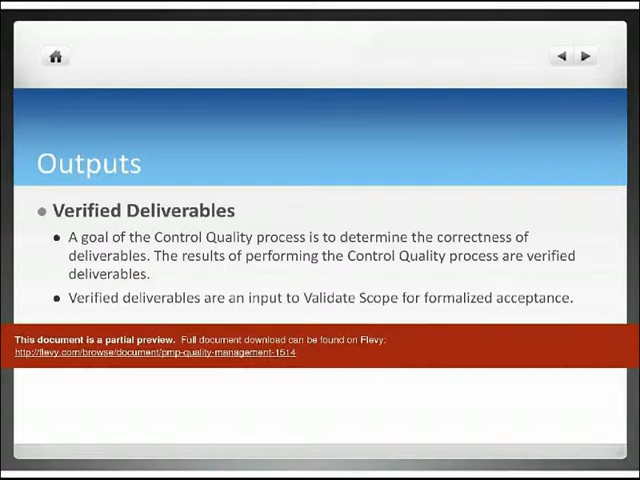 Outputs
Verified Deliverables
A goal of the Control Quality process is to determine the correctness of
deliverables. The results of performing the Control Quality process are verified
deliverables.
Verified deliverables are an input to Validate Scope for formalized acceptance.
This document is a partial preview. Full document download can be found on Flevy:
http://flevy.com/browse/document/pmp-quality-management-1514